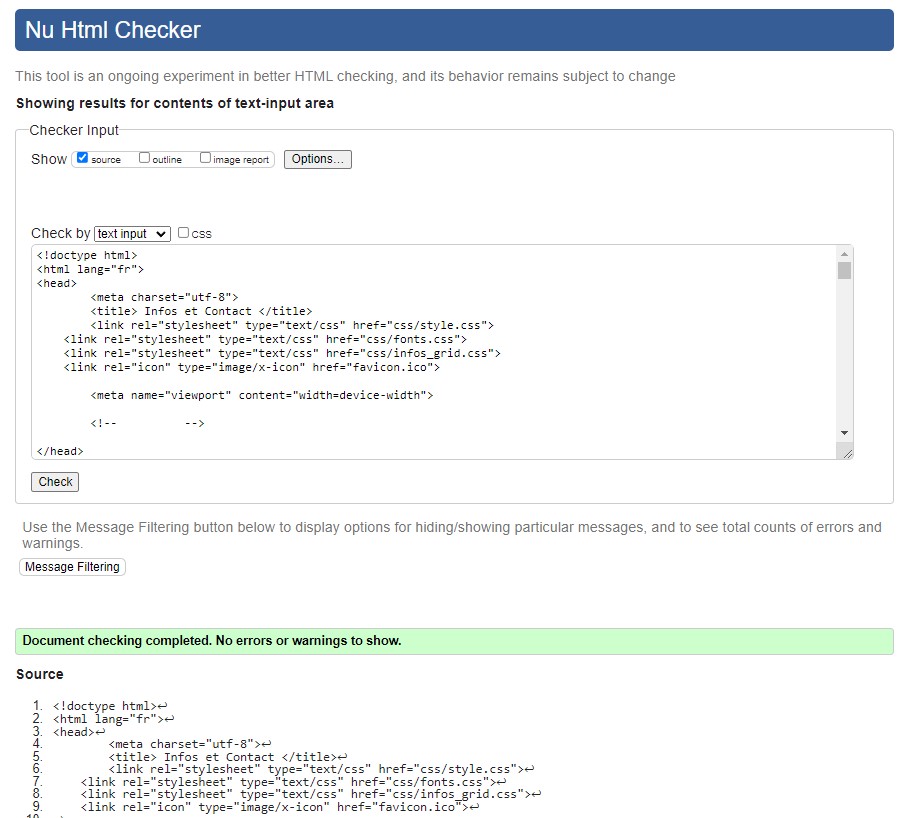 Nu Html Checker
This tool is an ongoing experiment in better HTML checking, and its behavior remains subject to change
Showing results for contents of text-input area
Checker Input
Show source outline image report Options...
Check by text input css
<!doctype html>
<html lang="fr">
<head>
<meta charset="utf-8">
<title> Infos et Contact </title>
<link rel="stylesheet" type="text/css" href="css/style.css">
<link rel="stylesheet" type="text/css" href="css/fonts.css">
<link rel="stylesheet" type="text/css" href="css/infos_grid.css">
<link rel="icon" type="image/x-icon" href="favicon.ico">
<meta name="viewport" content="width=device-width">
<!-- -->
</head>
Check
Use the Message Filtering button below to display options for hiding/showing particular messages, and to see total counts of errors and
warnings.
Message Filtering
Document checking completed. No errors or warnings to show.
Source
1. <!doctype html>↩
2. <html lang="fr">↩
3. <head>↩
4. <meta charset="utf-8">↩
5. <title> Infos et Contact </title>↩
6. <link rel="stylesheet" type="text/css" href="css/style.css">↩
7. <link rel="stylesheet" type="text/css" href="css/fonts.css">↩
8. <link rel="stylesheet" type="text/css" href="css/infos_grid.css">↩
9. <link rel="icon" type="image/x-icon" href="favicon.ico">↩